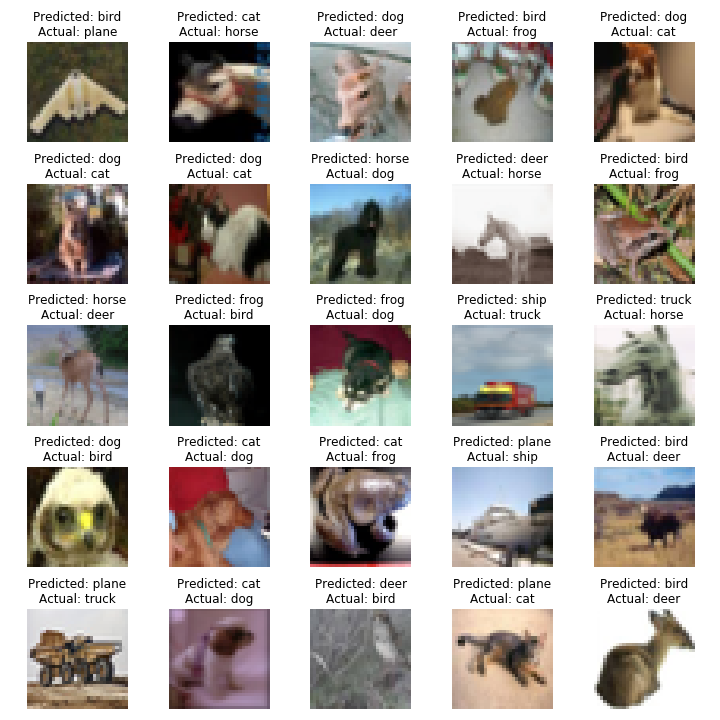 Predicted: bird
Actual: plane
Predicted: cat
Actual: horse
Predicted: dog
Actual: deer
Predicted: bird
Actual: frog
Predicted: dog
Actual: cat
Predicted: dog
Actual: cat
Predicted: dog
Actual: cat
Predicted: horse
Actual: dog
Predicted: deer
Actual: horse
Predicted: bird
Actual: frog
Predicted: horse
Actual: deer
Predicted: frog
Actual: bird
Predicted: frog
Actual: dog
Predicted: ship
Actual: truck
Predicted: truck
Actual: horse
Predicted: dog
Actual: bird
Predicted: cat
Actual: dog
Predicted: cat
Actual: frog
Predicted: plane
Actual: ship
Predicted: bird
Actual: deer
Predicted: plane
Actual: truck
Predicted: cat
Actual: dog
Predicted: deer
Actual: bird
Predicted: plane
Actual: cat
Predicted: bird
Actual: deer